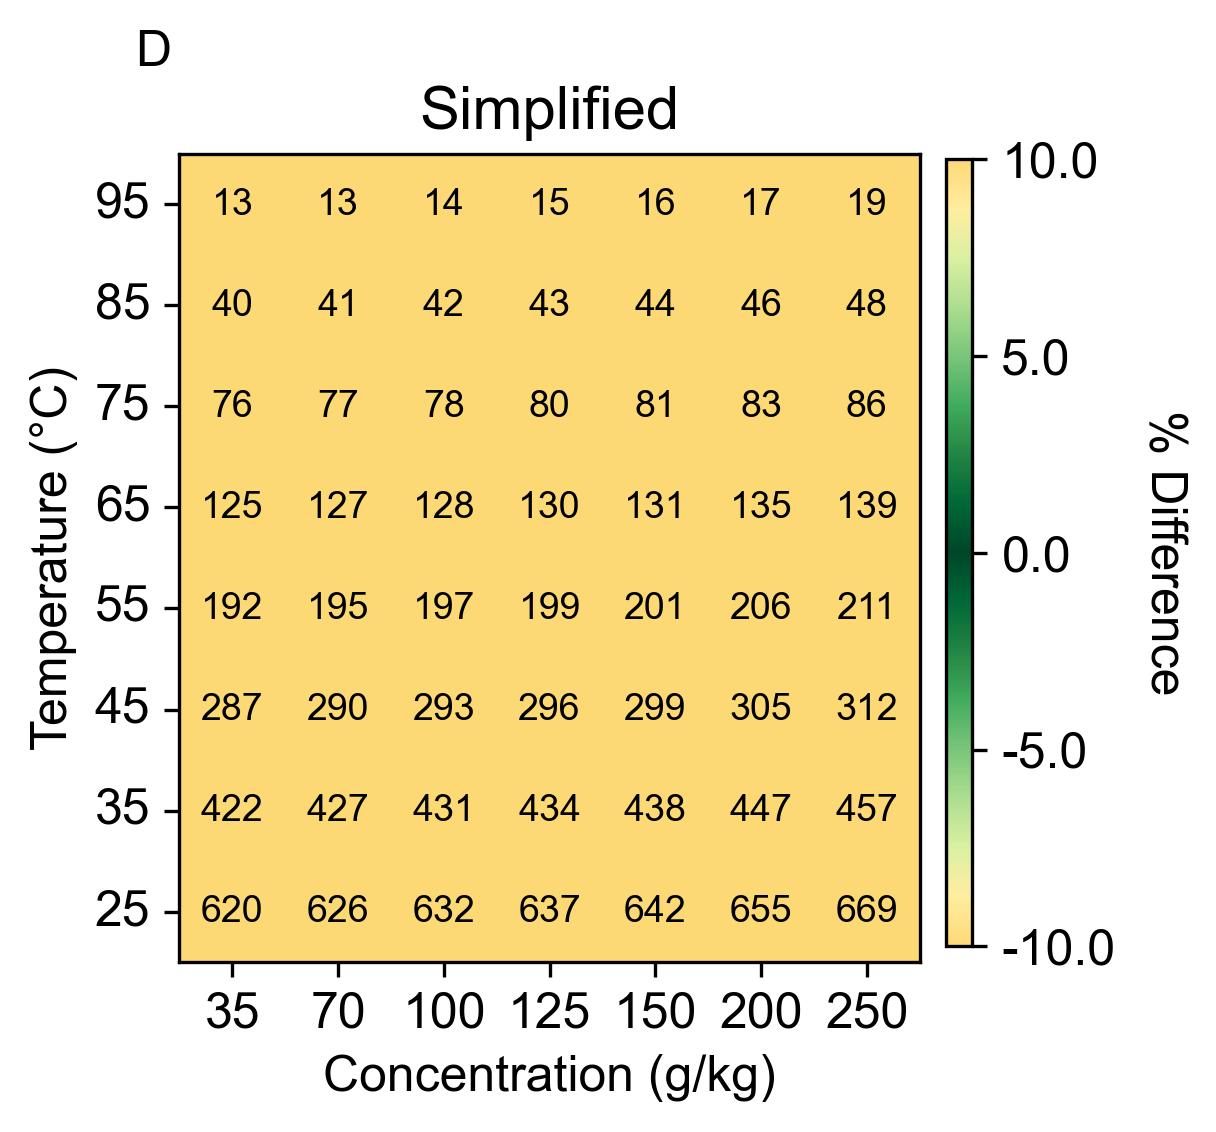 D
Simplified
95 13 13 14 15 16 17 19
85 40 41 42 43 44 46 48
75 76 77 78 80 81 83 86
65 125 127 128 130 131 135 139
55 192 195 197 199 201 206 211
45 287 290 293 296 299 305 312
35 422 427 431 434 438 447 457
25 620 626 632 637 642 655 669
35 70 100 125 150 200 250
Concentration (g/kg)
Temperature (°C)
10.0
5.0
0.0
-5.0
-10.0
% Difference